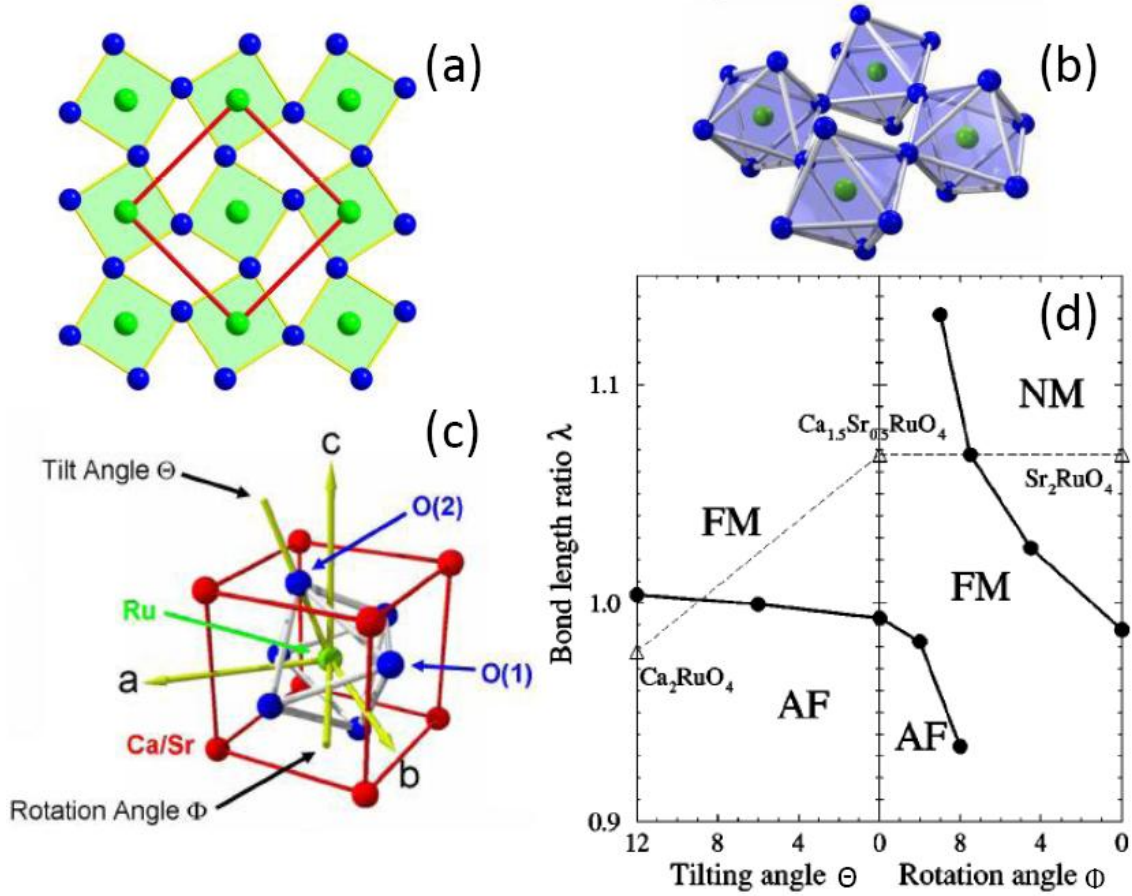 (a)
(b)
(c)
c
Tilt Angle Θ
O(2)
Ru
a
O(1)
Ca/Sr
b
Rotation Angle Φ
(d)
Bond length ratio λ
1.1
1.0
0.9
NM
Ca1.5Sr0.5RuO4
Sr2RuO4
FM
FM
Ca2RuO4
AF
AF
12 8 4 0 8 4 0
Tilting angle Θ Rotation angle Φ